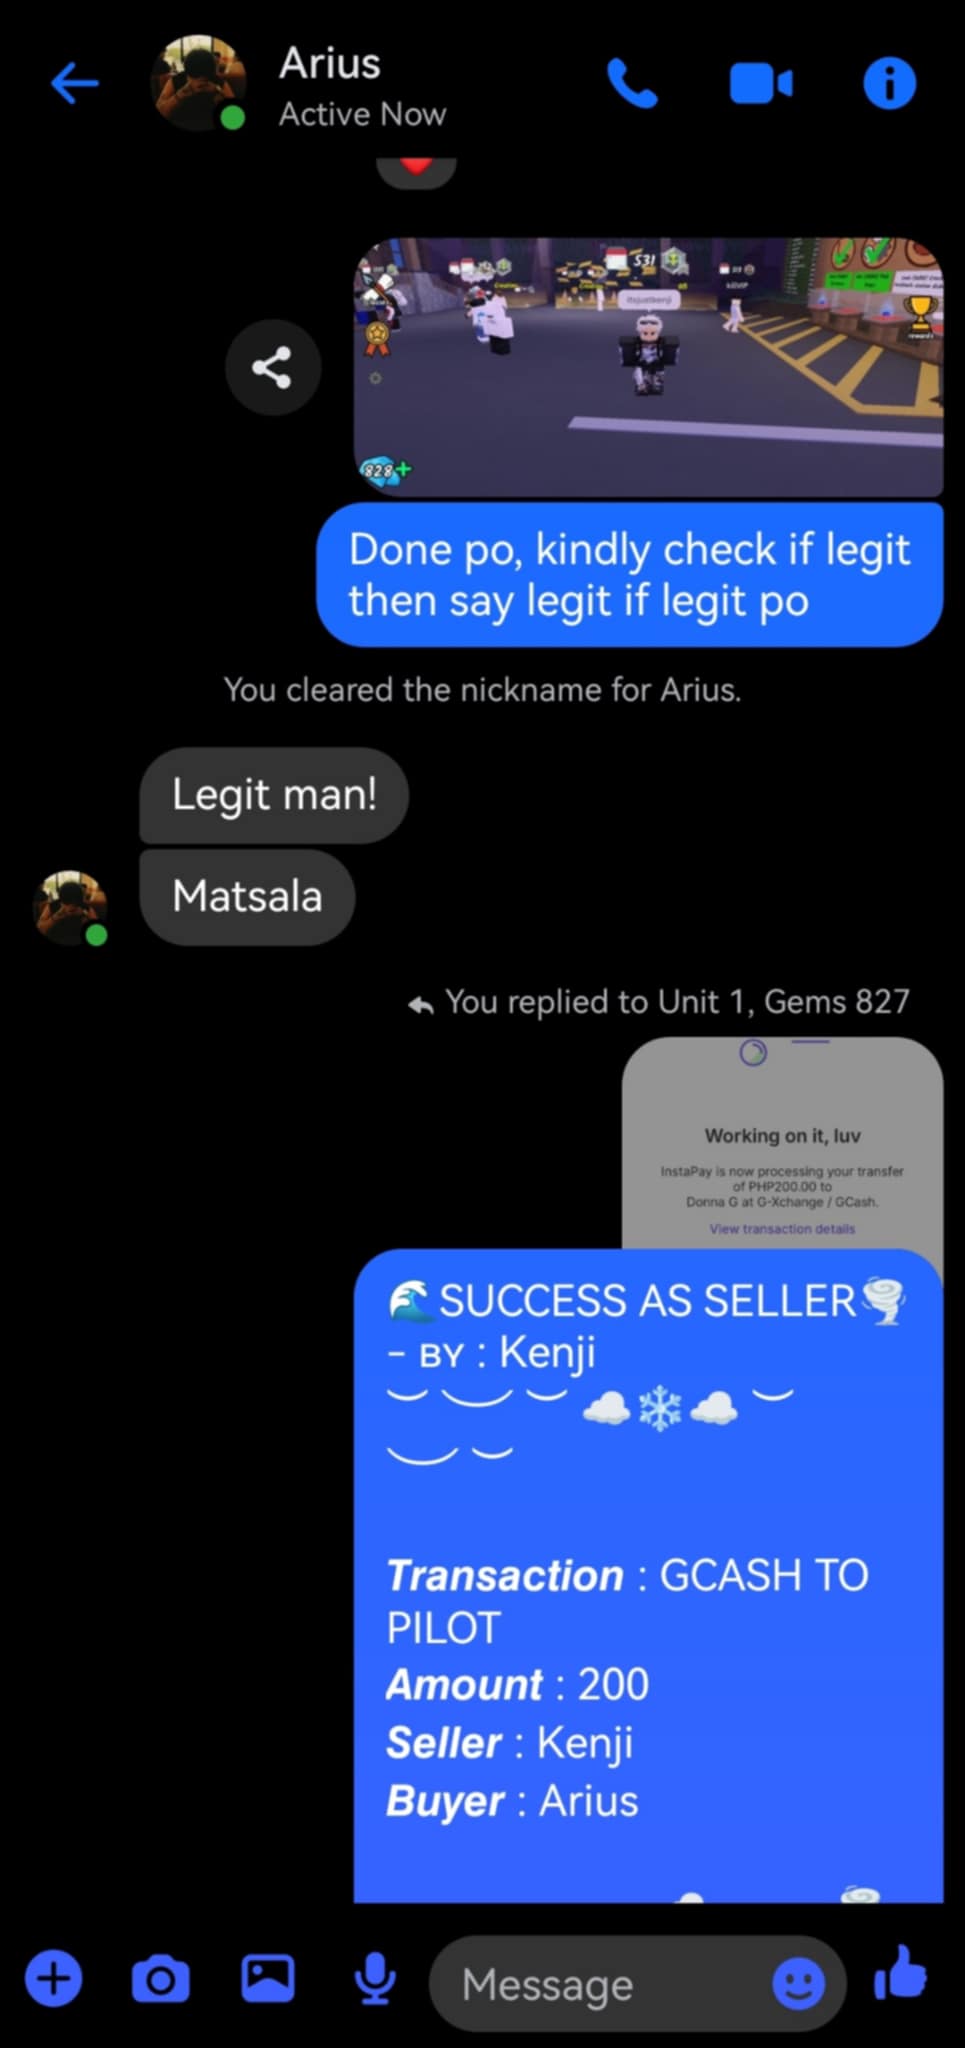 Arius
Active Now
531
itsjustkenji
rewards
828+
Done po, kindly check if legit
then say legit if legit po
You cleared the nickname for Arius.
Legit man!
Matsala
You replied to Unit 1, Gems 827
Working on it, luv
InstaPay is now processing your transfer
of PHP200.00 to
Donna G at G-Xchange / GCash.
View transaction details
🌊SUCCESS AS SELLER🌪️
- ʙʏ : Kenji
Transaction : GCASH TO
PILOT
Amount : 200
Seller : Kenji
Buyer : Arius
Message